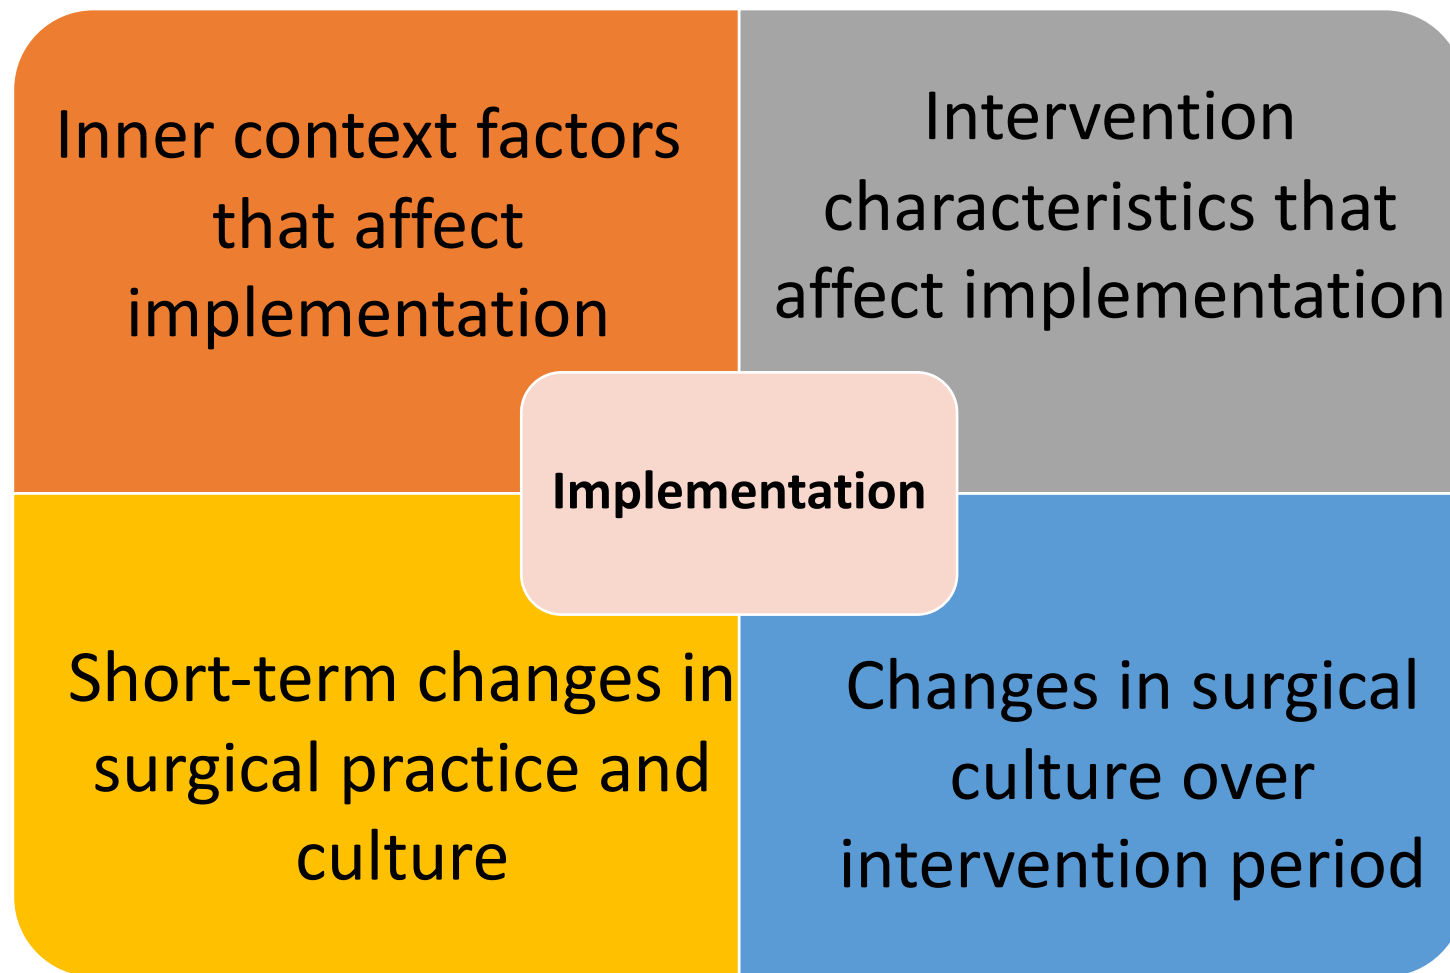 Inner context factors
that affect
implementation
Intervention
characteristics that
affect implementation
Implementation
Short-term changes in
surgical practice and
culture
Changes in surgical
culture over
intervention period